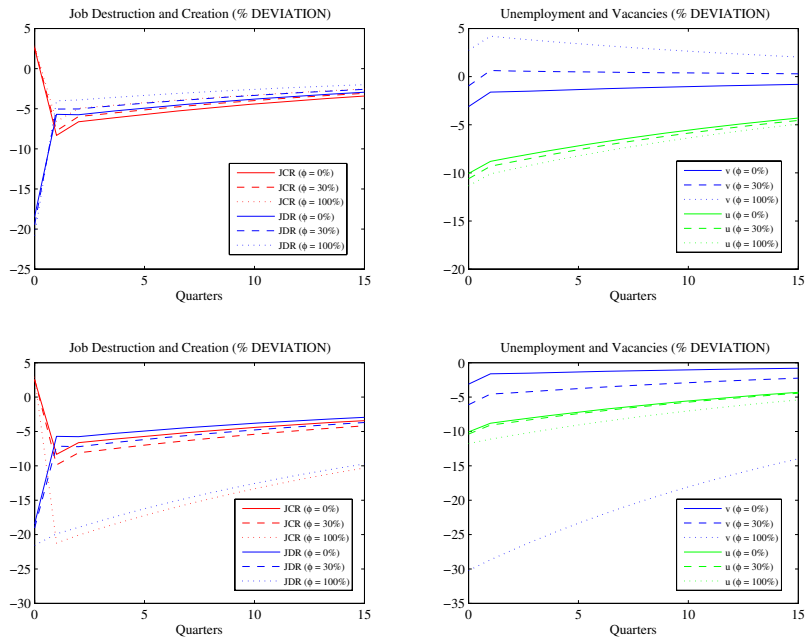 Job Destruction and Creation (% DEVIATION)
5
0
−5
−10
−15
−20
−25
0
5
10
15
Quarters
JCR (ϕ = 0%)
JCR (ϕ = 30%)
JCR (ϕ = 100%)
JDR (ϕ = 0%)
JDR (ϕ = 30%)
JDR (ϕ = 100%)
Unemployment and Vacancies (% DEVIATION)
5
0
−5
−10
−15
−20
0
5
10
15
Quarters
v (ϕ = 0%)
v (ϕ = 30%)
v (ϕ = 100%)
u (ϕ = 0%)
u (ϕ = 30%)
u (ϕ = 100%)
Job Destruction and Creation (% DEVIATION)
5
0
−5
−10
−15
−20
−25
−30
0
5
10
15
Quarters
JCR (ϕ = 0%)
JCR (ϕ = 30%)
JCR (ϕ = 100%)
JDR (ϕ = 0%)
JDR (ϕ = 30%)
JDR (ϕ = 100%)
Unemployment and Vacancies (% DEVIATION)
0
−5
−10
−15
−20
−25
−30
−35
0
5
10
15
Quarters
v (ϕ = 0%)
v (ϕ = 30%)
v (ϕ = 100%)
u (ϕ = 0%)
u (ϕ = 30%)
u (ϕ = 100%)